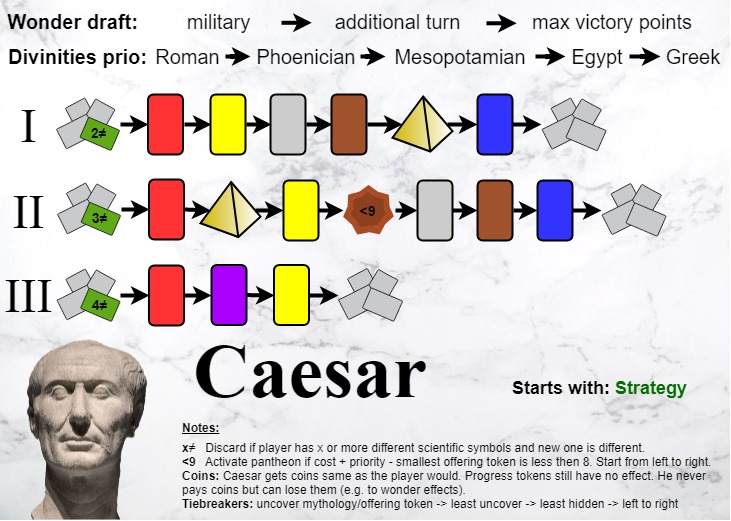 Wonder draft: military additional turn max victory points
Divinities prio: Roman Phoenician Mesopotamian Egypt Greek
I 2≠
II 3≠ <9
III 4≠
Caesar
Starts with: Strategy
Notes:
x≠ Discard if player has x or more different scientific symbols and new one is different.
<9 Activate pantheon if cost + priority - smallest offering token is less then 8. Start from left to right.
Coins: Caesar gets coins same as the player would. Progress tokens still have no effect. He never
pays coins but can lose them (e.g. to wonder effects).
Tiebreakers: uncover mythology/offering token -> least uncover -> least hidden -> left to right